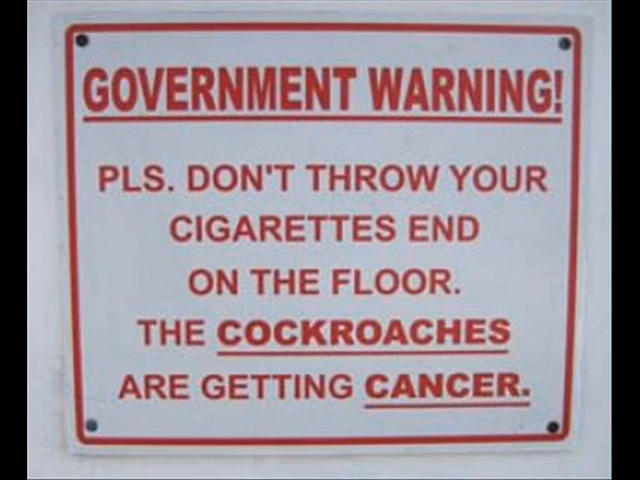 GOVERNMENT WARNING!
PLS. DON'T THROW YOUR
CIGARETTES END
ON THE FLOOR.
THE COCKROACHES
ARE GETTING CANCER.